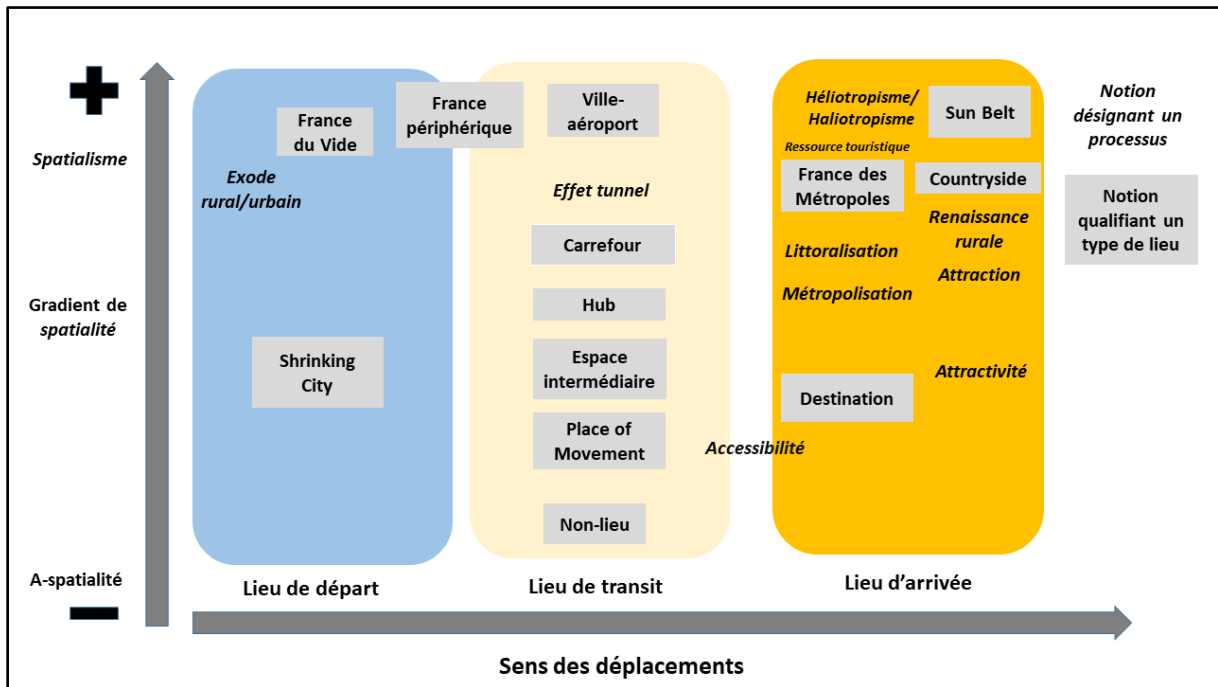 Spatialisme
Gradient de
spatialité
A-spatialité
France
du Vide
Exode
rural/urbain
Shrinking
City
Lieu de départ
France
périphérique
Ville-
aéroport
Effet tunnel
Carrefour
Hub
Espace
intermédiaire
Place of
Movement
Non-lieu
Lieu de transit
Accessibilité
Héliotropisme/
Haliotropisme
Sun Belt
Ressource touristique
France des
Métropoles
Countryside
Renaissance
rurale
Littoralisation
Attraction
Métropolisation
Attractivité
Destination
Lieu d'arrivée
Notion
désignant un
processus
Notion
qualifiant un
type de lieu
Sens des déplacements